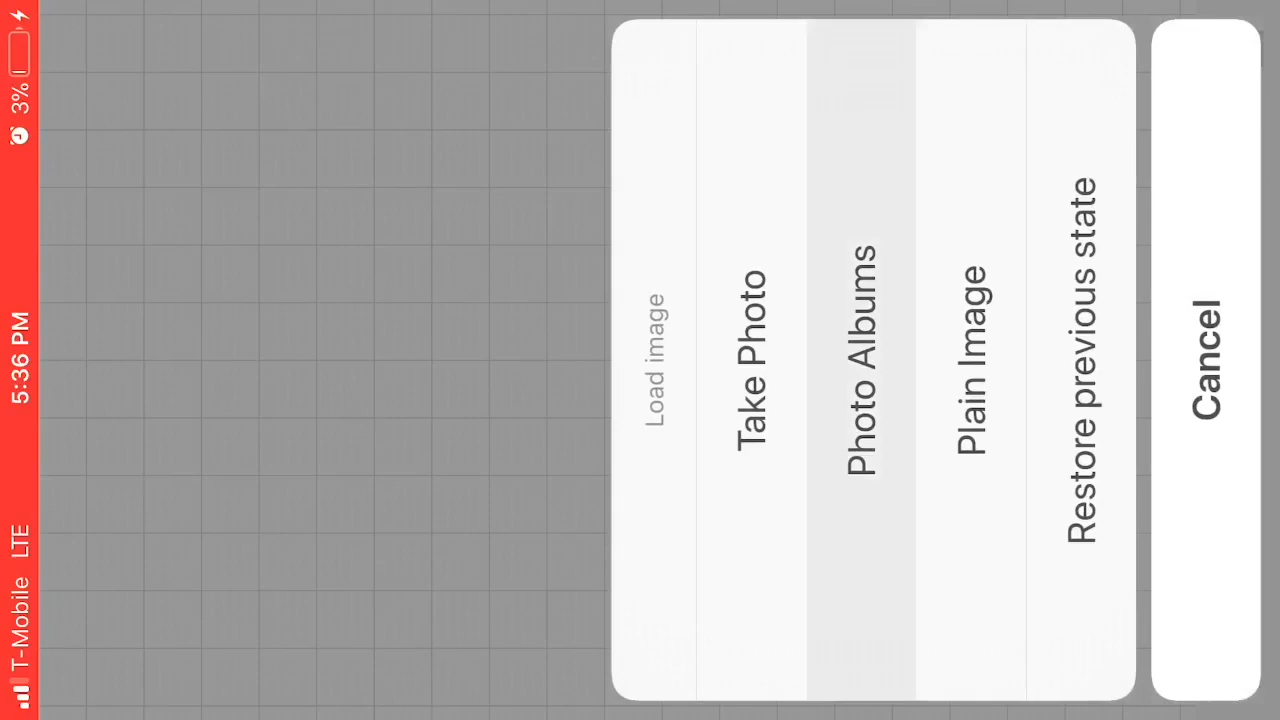 T-Mobile LTE 5:36 PM 3%
Load image
Take Photo
Photo Albums
Plain Image
Restore previous state
Cancel